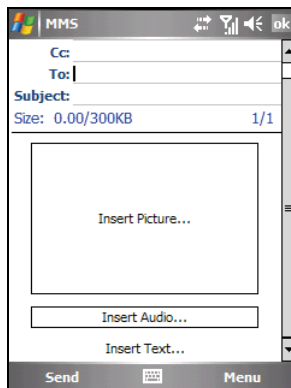 MMS ok
Cc:
To:
Subject:
Size: 0.00/300KB 1/1
Insert Picture...
Insert Audio...
Insert Text...
Send Menu